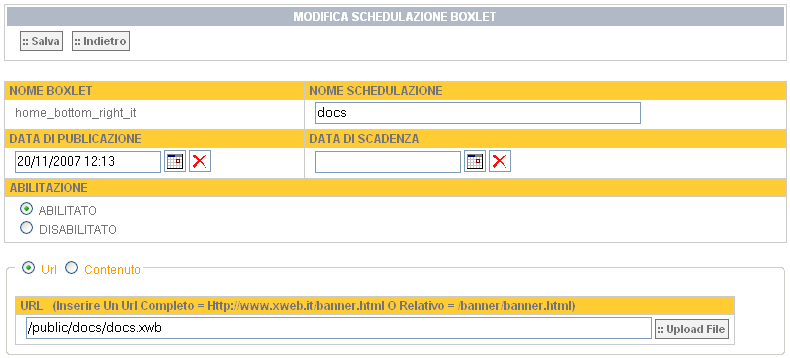 MODIFICA SCHEDULAZIONE BOXLET
:: Salva :: Indietro
NOME BOXLET NOME SCHEDULAZIONE
home_bottom_right_it docs
DATA DI PUBLICAZIONE DATA DI SCADENZA
20/11/2007 12:13
ABILITAZIONE
ABILITATO
DISABILITATO
Url Contenuto
URL (Inserire Un Url Completo = Http://www.xweb.it/banner.html O Relativo = /banner/banner.html)
/public/docs/docs.xwb :: Upload File